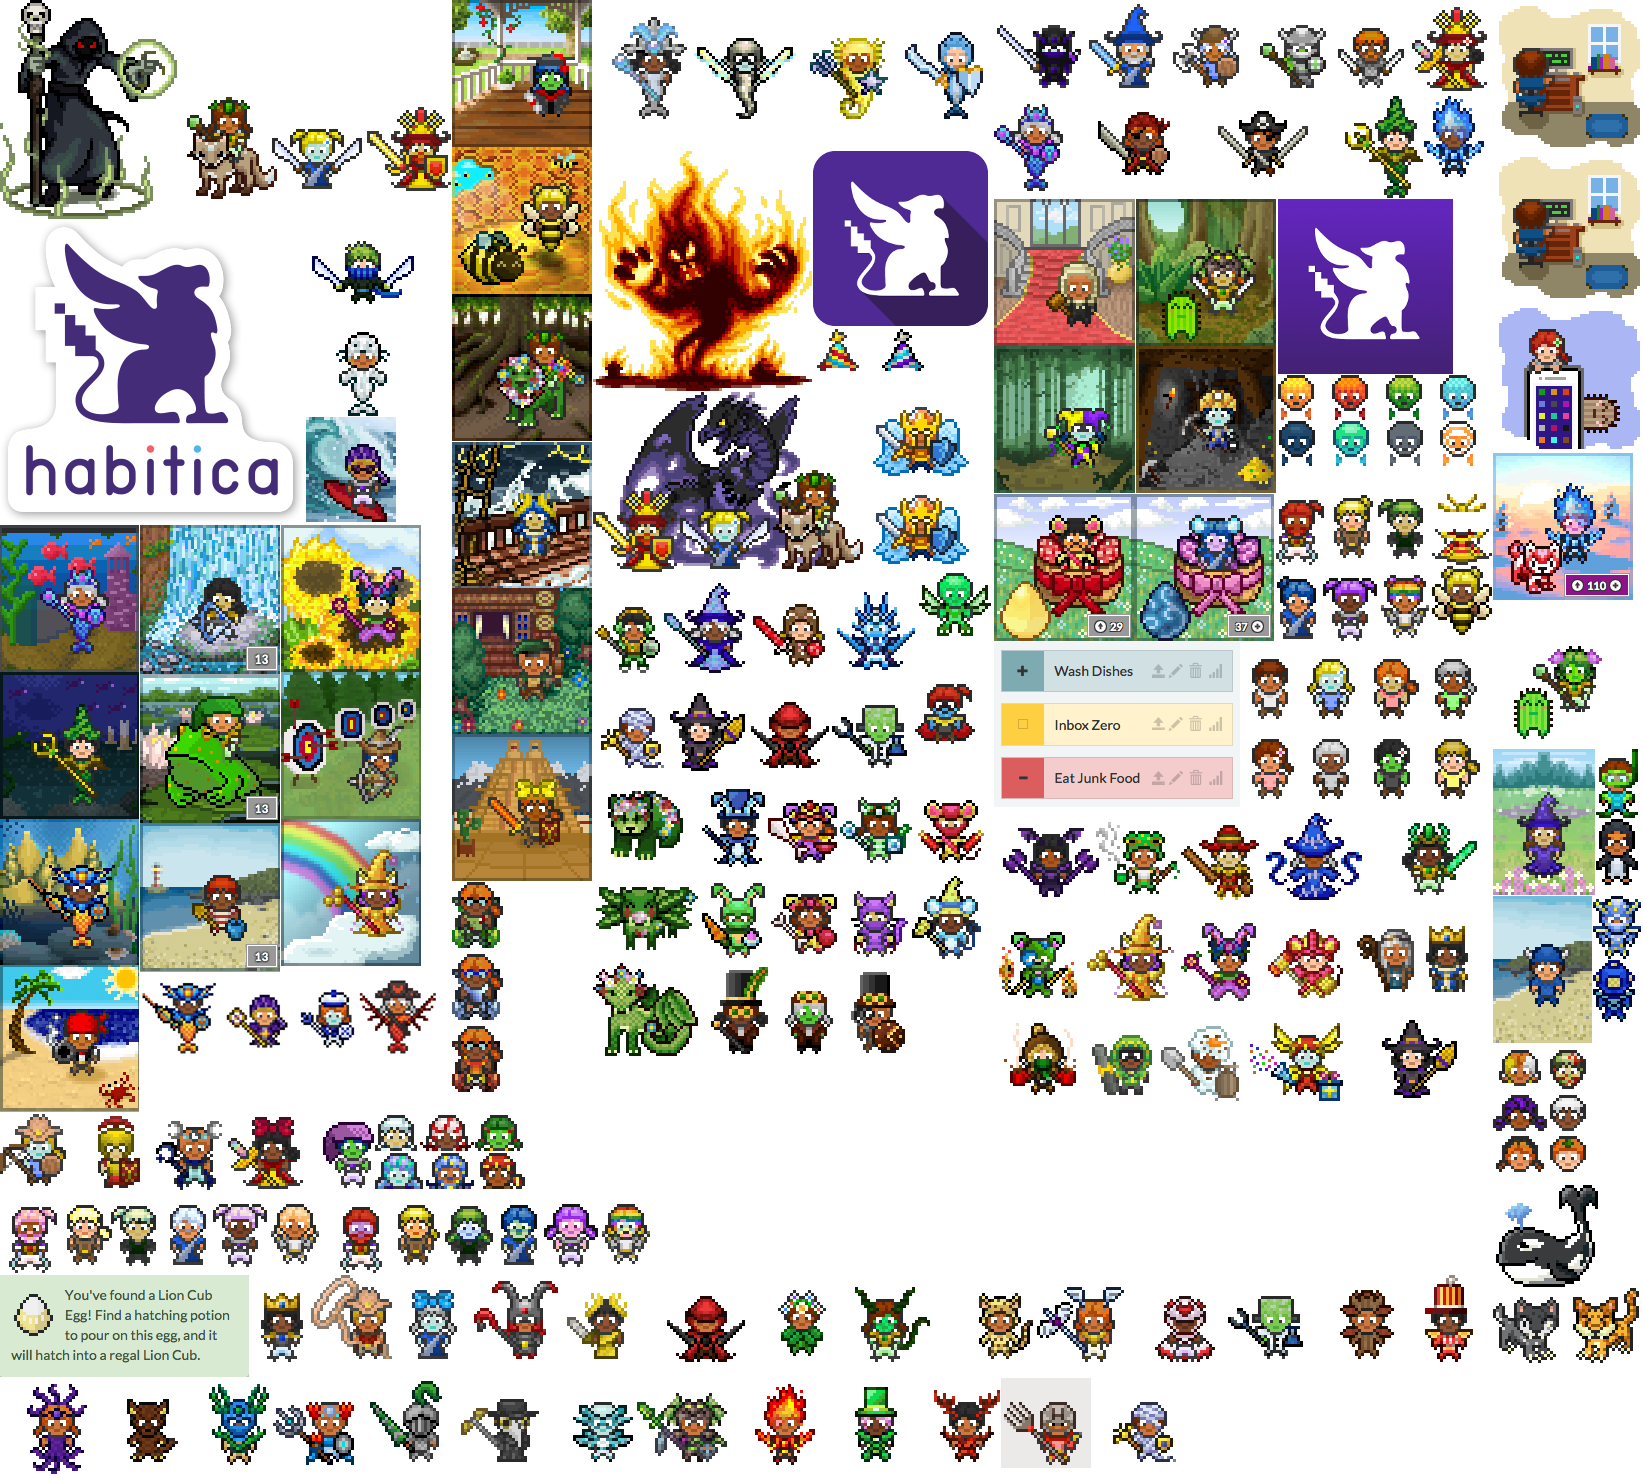 habitica
13
13
13
29
37
110
Wash Dishes
Inbox Zero
Eat Junk Food
You've found a Lion Cub
Egg! Find a hatching potion
to pour on this egg, and it
will hatch into a regal Lion Cub.